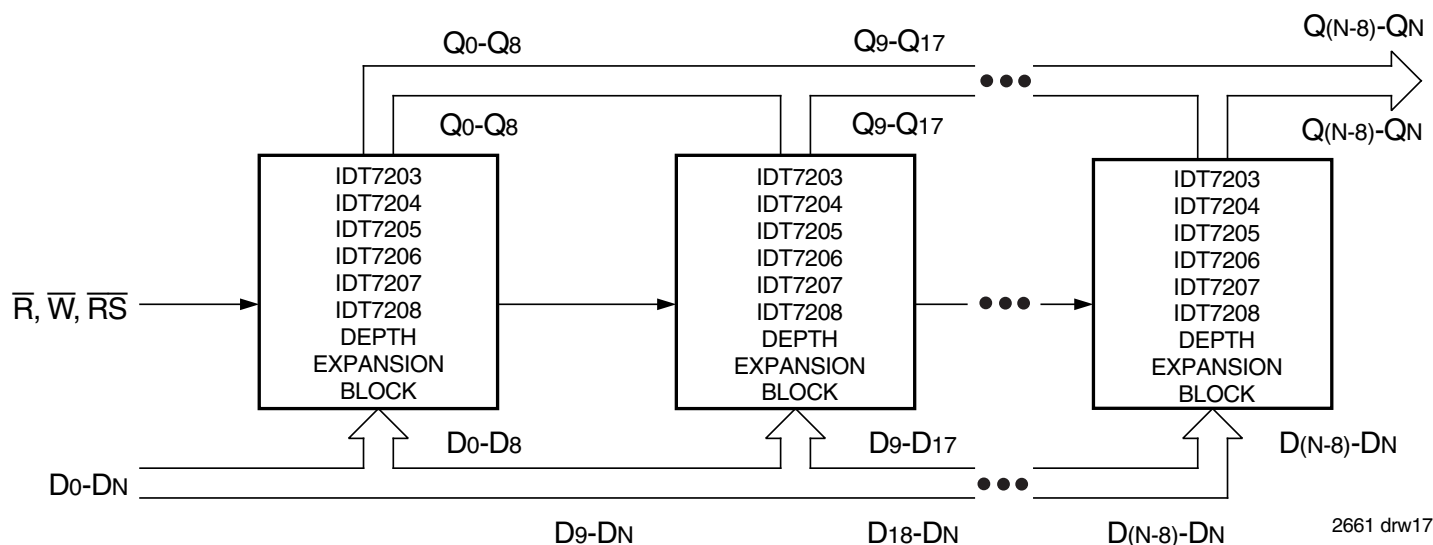 Q0-Q8
Q9-Q17
Q(N-8)-QN
Q0-Q8
Q9-Q17
Q(N-8)-QN
IDT7203
IDT7204
IDT7205
IDT7206
IDT7207
IDT7208
DEPTH
EXPANSION
BLOCK
IDT7203
IDT7204
IDT7205
IDT7206
IDT7207
IDT7208
DEPTH
EXPANSION
BLOCK
IDT7203
IDT7204
IDT7205
IDT7206
IDT7207
IDT7208
DEPTH
EXPANSION
BLOCK
R̅, W̅, R̅S̅
D0-D8
D9-D17
D(N-8)-DN
D0-DN
D9-DN
D18-DN
D(N-8)-DN
2661 drw17